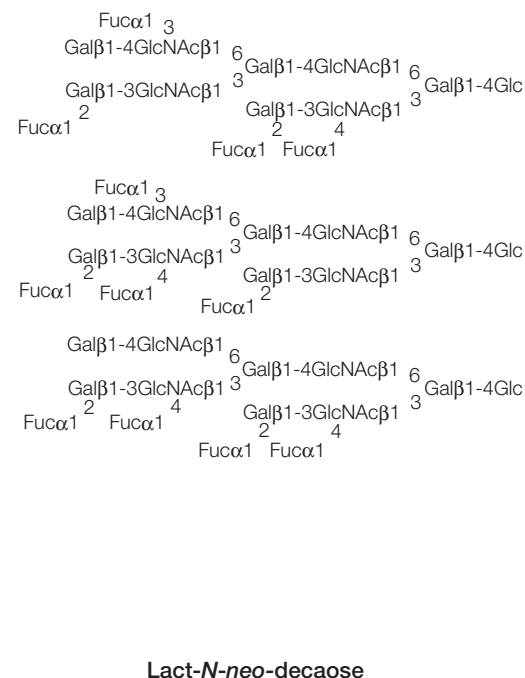 Fucα1 3
Galβ1-4GlcNAcβ1 6
Galβ1-4GlcNAcβ1 6
Galβ1-3GlcNAcβ1 3
Galβ1-4Glc
2
Galβ1-3GlcNAcβ1 3
Fucα1
2 4
Fucα1 Fucα1
Fucα1 3
Galβ1-4GlcNAcβ1 6
Galβ1-4GlcNAcβ1 6
Galβ1-3GlcNAcβ1 3
Galβ1-4Glc
2 4
Galβ1-3GlcNAcβ1 3
Fucα1 Fucα1
2
Fucα1
Galβ1-4GlcNAcβ1 6
Galβ1-4GlcNAcβ1 6
Galβ1-3GlcNAcβ1 3
Galβ1-4Glc
2 4
Galβ1-3GlcNAcβ1 3
Fucα1 Fucα1
2 4
Fucα1 Fucα1
Lact-N-neo-decaose